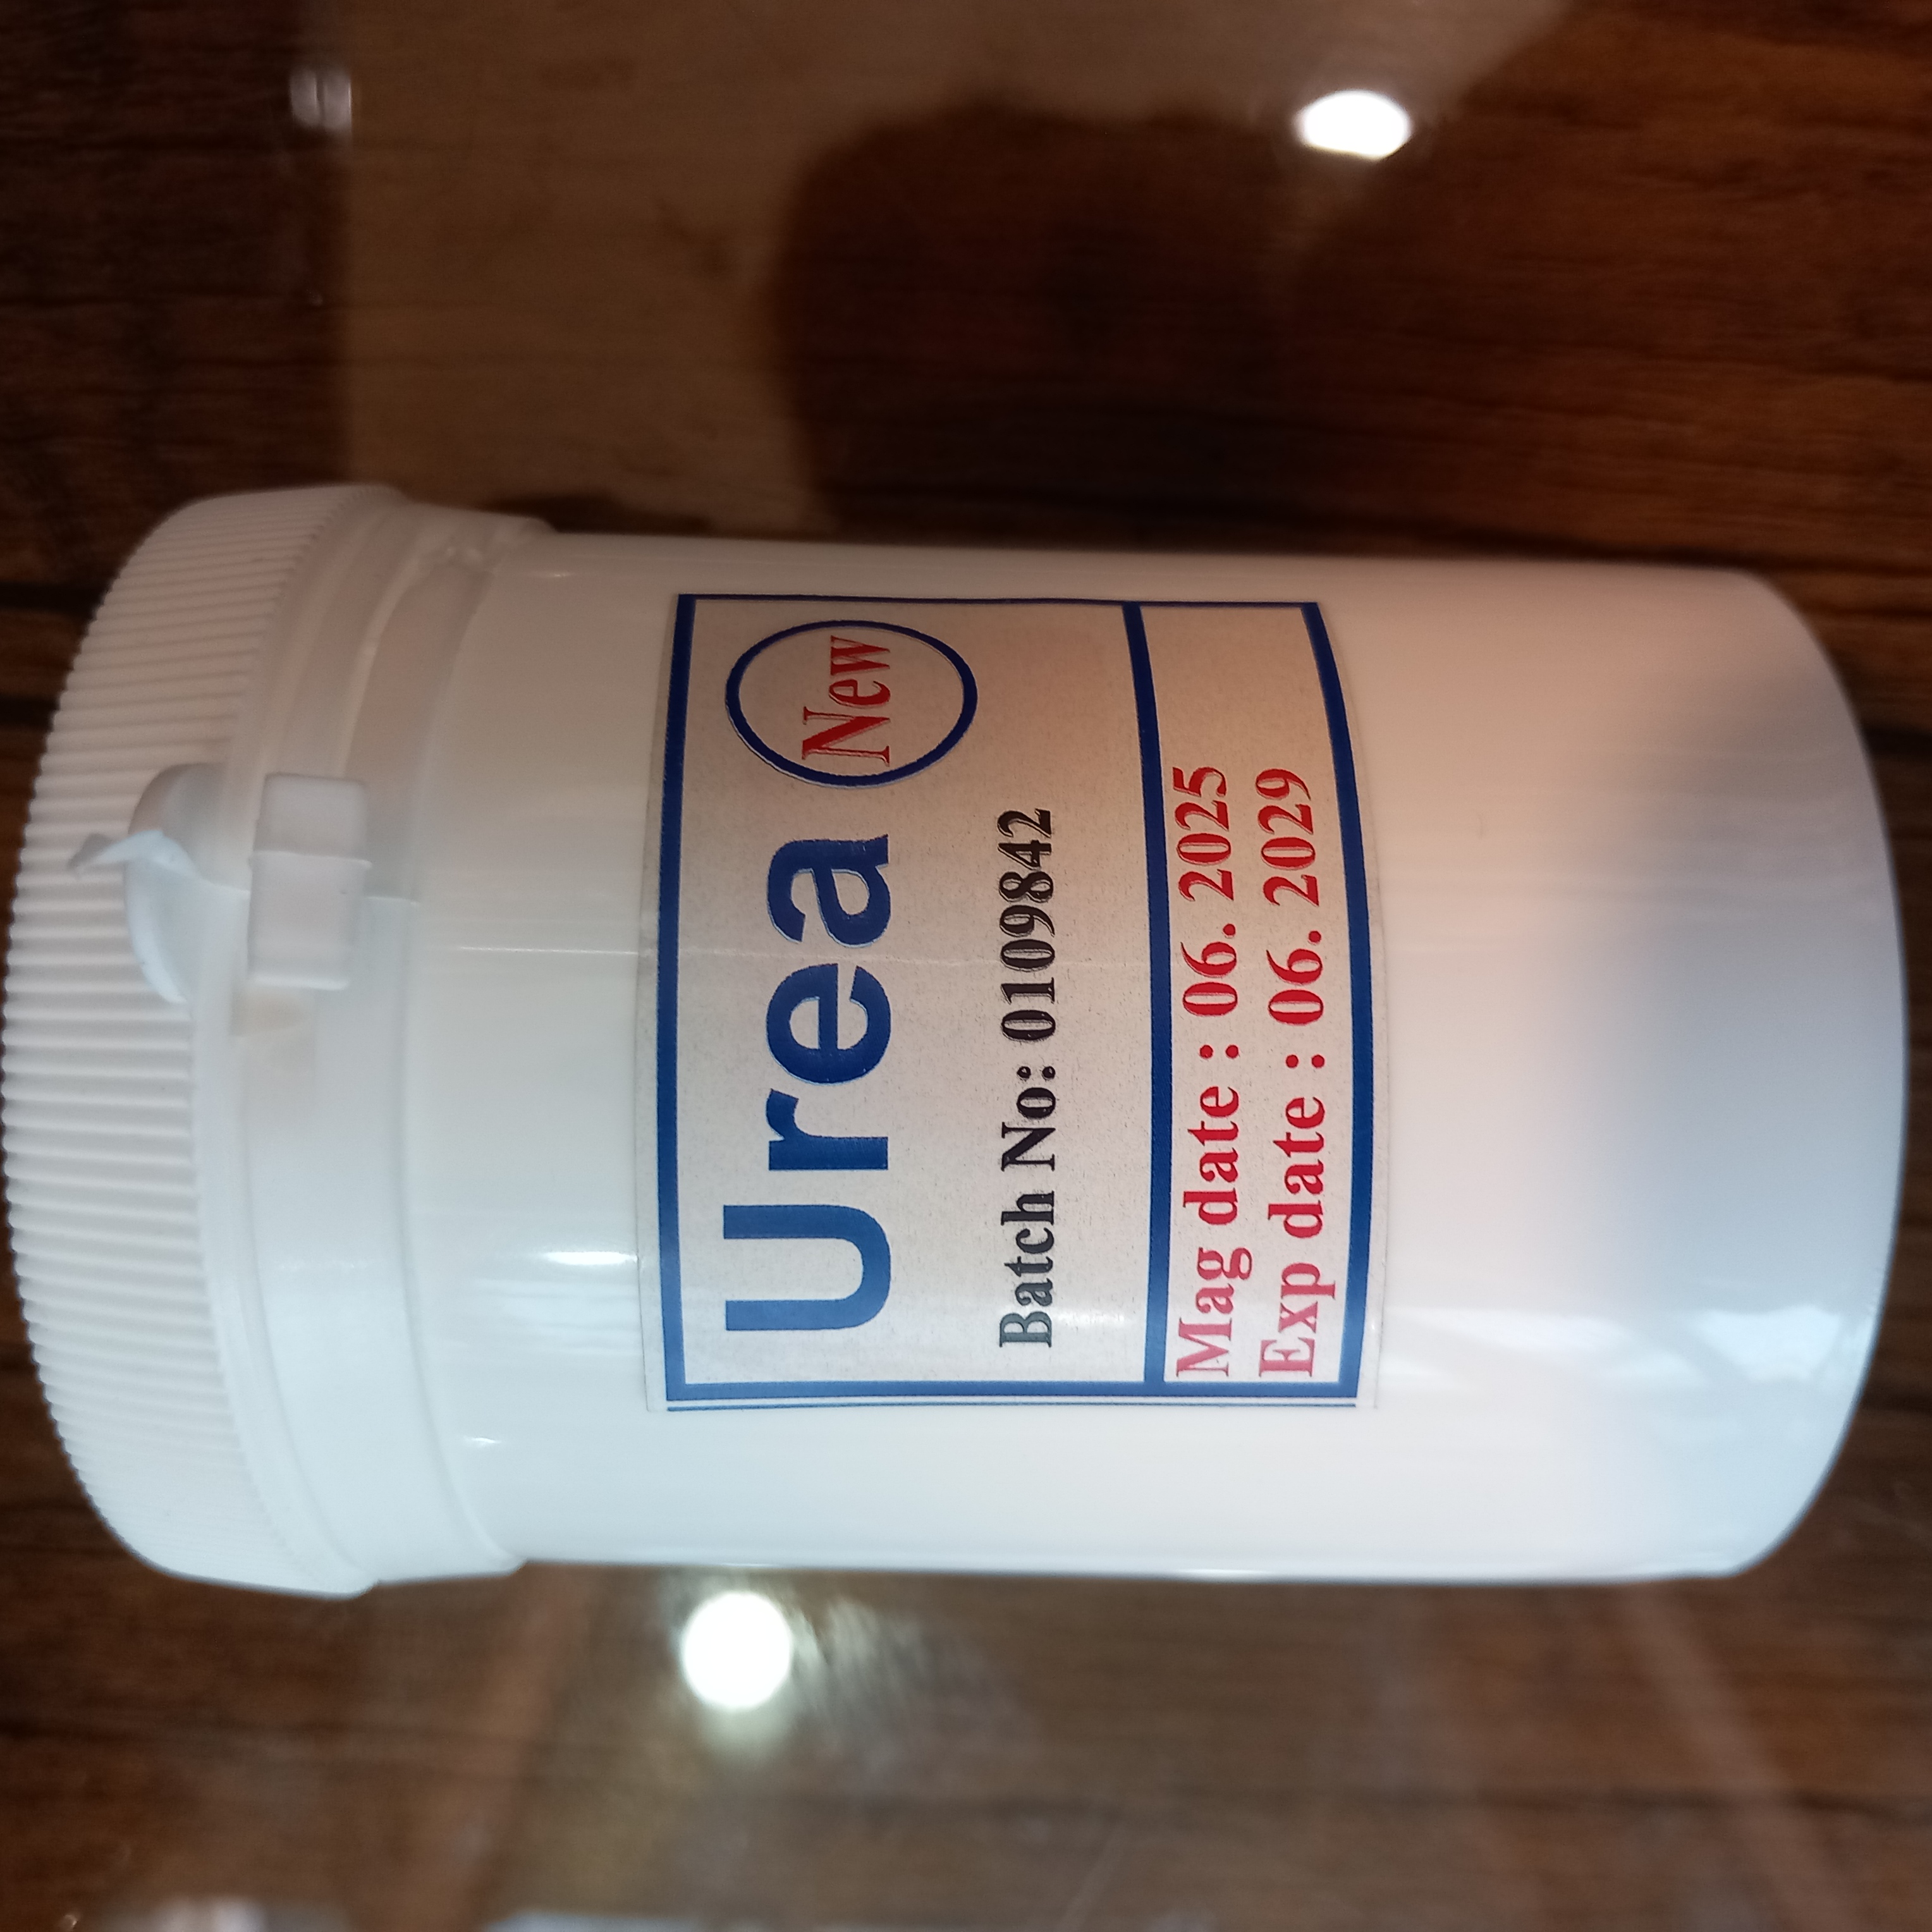 Urea New
Batch No: 0109842
Mag date : 06. 2025
Exp date : 06. 2029